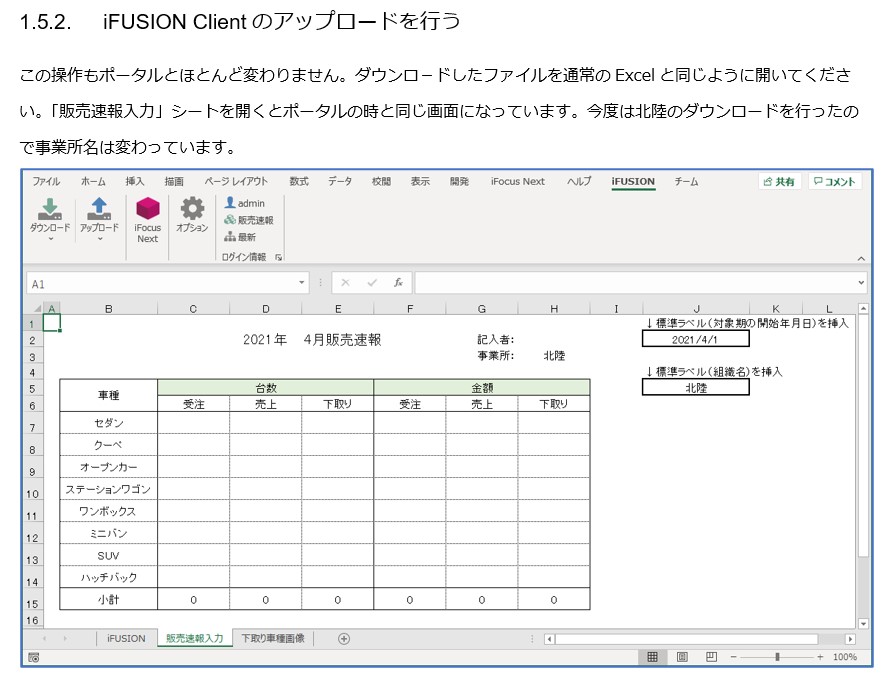 1.5.2. iFUSION Client のアップロードを行う
この操作もポータルとほとんど変わりません。ダウンロードしたファイルを通常の Excel と同じように開いてくださ
い。「販売速報入力」シートを開くとポータルの時と同じ画面になっています。今度は北陸のダウンロードを行ったの
で事業所名は変わっています。
ファイル ホーム 挿入 描画 ページ レイアウト 数式 データ 校閲 表示 開発 iFocus Next ヘルプ iFUSION チーム 共有 コメント
ダウンロード アップロード iFocus Next オプション
admin
販売速報
最新
ログイン情報
A1 fx
A B C D E F G H I J K L
1 ↓標準ラベル(対象期の開始年月日)を挿入
2 2021年 4月販売速報 記入者: 2021/4/1
3 事業所: 北陸
4 ↓標準ラベル(組織名)を挿入
5 車種 台数 金額 北陸
6 受注 売上 下取り 受注 売上 下取り
7 セダン
8 クーペ
9 オープンカー
10 ステーションワゴン
11 ワンボックス
12 ミニバン
13 SUV
14 ハッチバック
15 小計 0 0 0 0 0 0
16
iFUSION 販売速報入力 下取り車種画像
100%